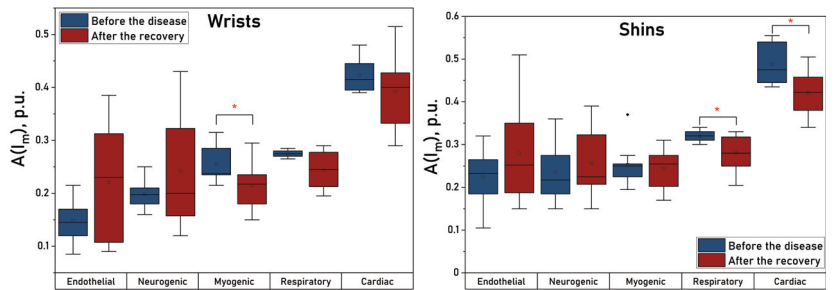 Before the disease
After the recovery
Wrists
A(Im), p.u.
0.5
0.4
0.3
0.2
0.1
*
Endothelial
Neurogenic
Myogenic
Respiratory
Cardiac
Shins
A(Im), p.u.
0.6
0.5
0.4
0.3
0.2
0.1
0
*
*
Before the disease
After the recovery
Endothelial
Neurogenic
Myogenic
Respiratory
Cardiac